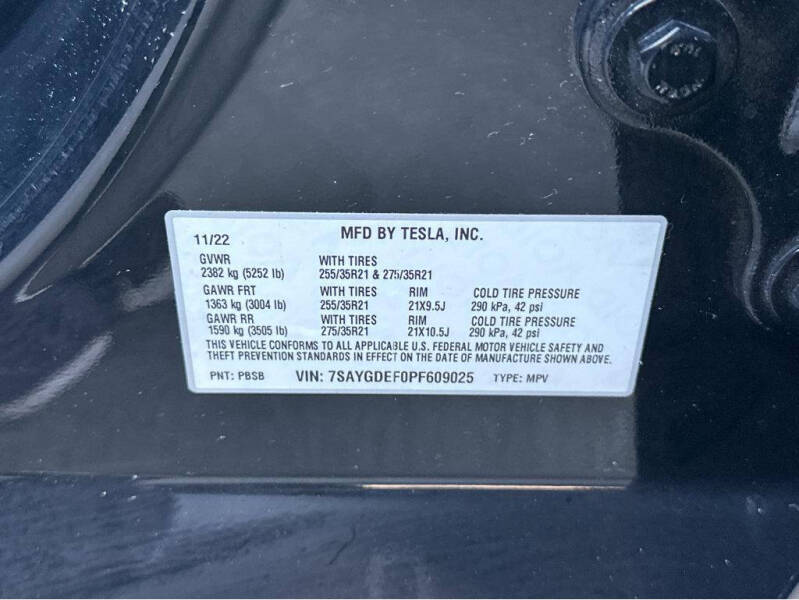 11/22 MFD BY TESLA, INC.
GVWR WITH TIRES
2382 kg (5252 lb) 255/35R21 & 275/35R21
GAWR FRT WITH TIRES RIM COLD TIRE PRESSURE
1363 kg (3004 lb) 255/35R21 21X9.5J 290 kPa, 42 psi
GAWR RR WITH TIRES RIM COLD TIRE PRESSURE
1590 kg (3505 lb) 275/35R21 21X10.5J 290 kPa, 42 psi
THIS VEHICLE CONFORMS TO ALL APPLICABLE U.S. FEDERAL MOTOR VEHICLE SAFETY AND
THEFT PREVENTION STANDARDS IN EFFECT ON THE DATE OF MANUFACTURE SHOWN ABOVE.
PNT: PBSB VIN: 7SAYGDEF0PF609025 TYPE: MPV